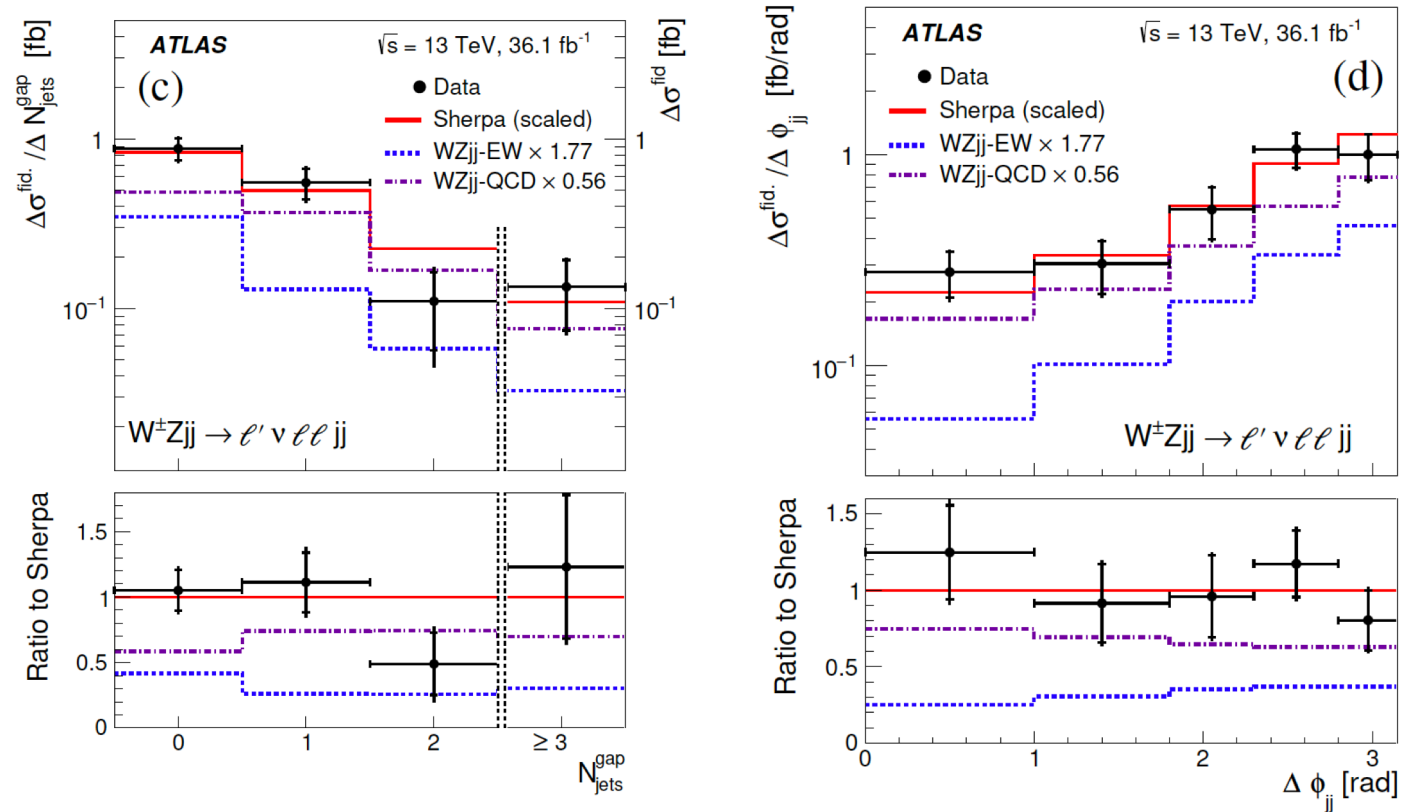 ATLAS
√s = 13 TeV, 36.1 fb⁻¹
(c)
Data
Sherpa (scaled)
WZjj-EW × 1.77
WZjj-QCD × 0.56
Δσ^fid. / Δ N_jets^gap [fb]
1
10⁻¹
Δσ^fid [fb]
1
10⁻¹
W±Zjj → ℓ′ ν ℓℓ jj
Ratio to Sherpa
1.5
1
0.5
0
0 1 2 ≥ 3
N_jets^gap
ATLAS
√s = 13 TeV, 36.1 fb⁻¹
(d)
Data
Sherpa (scaled)
WZjj-EW × 1.77
WZjj-QCD × 0.56
Δσ^fid. / Δ ϕ_jj [fb/rad]
1
10⁻¹
W±Zjj → ℓ′ ν ℓℓ jj
Ratio to Sherpa
1.5
1
0.5
0
0 1 2 3
Δ ϕ_jj [rad]